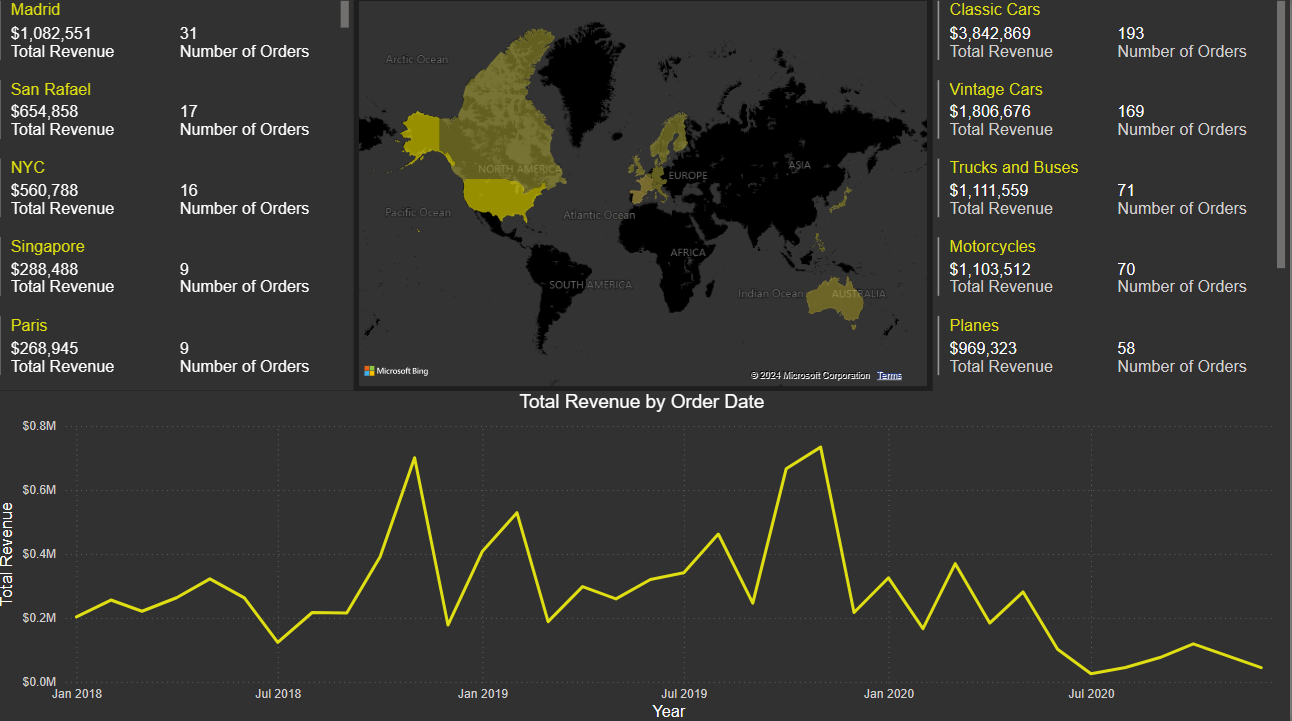 Madrid
$1,082,551 31
Total Revenue Number of Orders
San Rafael
$654,858 17
Total Revenue Number of Orders
NYC
$560,788 16
Total Revenue Number of Orders
Singapore
$288,488 9
Total Revenue Number of Orders
Paris
$268,945 9
Total Revenue Number of Orders
Arctic Ocean
NORTH AMERICA
EUROPE
ASIA
Pacific Ocean
Atlantic Ocean
AFRICA
SOUTH AMERICA
Indian Ocean
AUSTRALIA
Microsoft Bing
© 2024 Microsoft Corporation Terms
Classic Cars
$3,842,869 193
Total Revenue Number of Orders
Vintage Cars
$1,806,676 169
Total Revenue Number of Orders
Trucks and Buses
$1,111,559 71
Total Revenue Number of Orders
Motorcycles
$1,103,512 70
Total Revenue Number of Orders
Planes
$969,323 58
Total Revenue Number of Orders
Total Revenue by Order Date
Total Revenue
$0.8M
$0.6M
$0.4M
$0.2M
$0.0M
Jan 2018 Jul 2018 Jan 2019 Jul 2019 Jan 2020 Jul 2020
Year